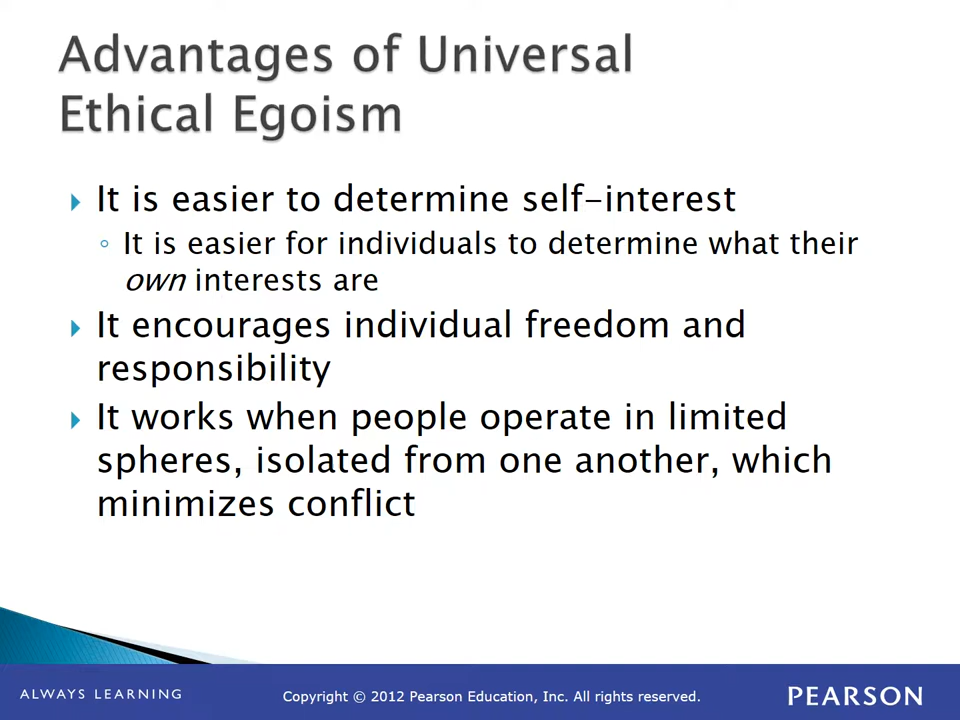 Advantages of Universal
Ethical Egoism
It is easier to determine self-interest
It is easier for individuals to determine what their
own interests are
It encourages individual freedom and
responsibility
It works when people operate in limited
spheres, isolated from one another, which
minimizes conflict
ALWAYS LEARNING
Copyright © 2012 Pearson Education, Inc. All rights reserved.
PEARSON